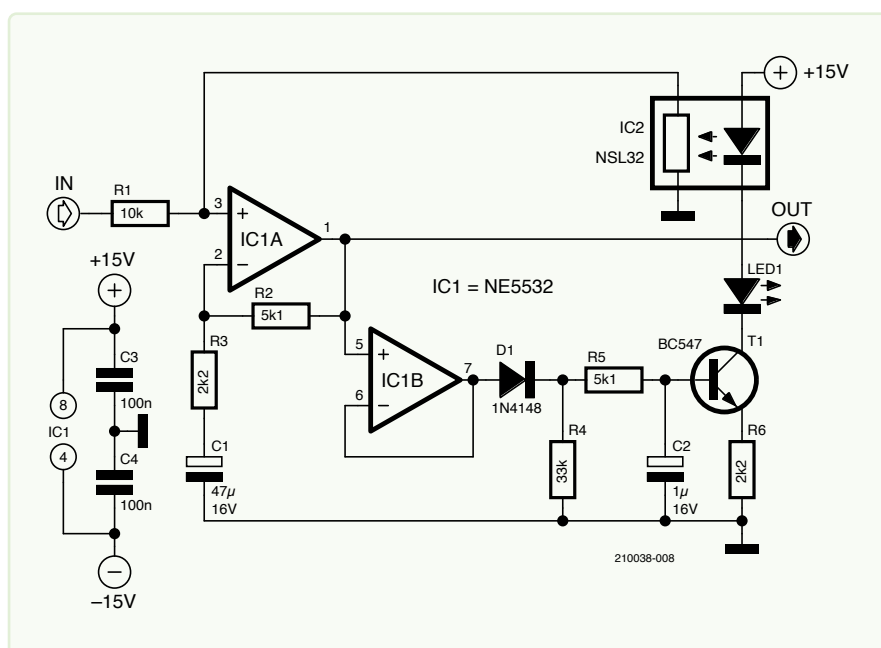 +15V
IC2
NSL32
IN
R1
10k
3
+
IC1A
1
2
−
OUT
+15V
+
R2
5k1
IC1 = NE5532
LED1
R3
2k2
C3
100n
8
IC1
4
C4
100n
5
+
IC1B
7
6
−
D1
1N4148
R5
5k1
BC547
T1
R4
33k
C1
47µ
16V
C2
1µ
16V
R6
2k2
210038-008
−
−15V
+